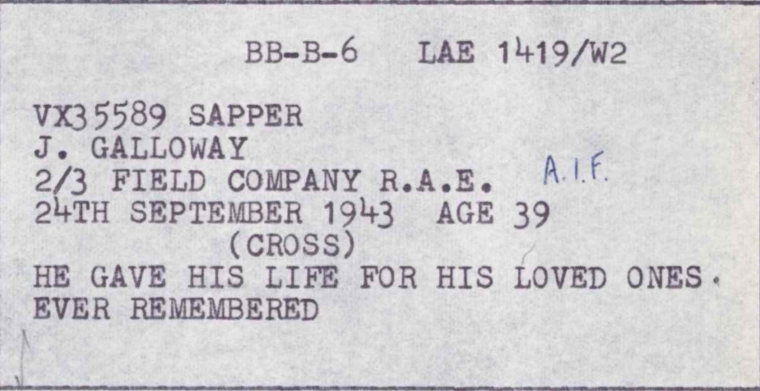 BB-B-6 LAE 1419/W2
VX35589 SAPPER
J. GALLOWAY
2/3 FIELD COMPANY R.A.E. A.I.F.
24TH SEPTEMBER 1943 AGE 39
(CROSS)
HE GAVE HIS LIFE FOR HIS LOVED ONES.
EVER REMEMBERED